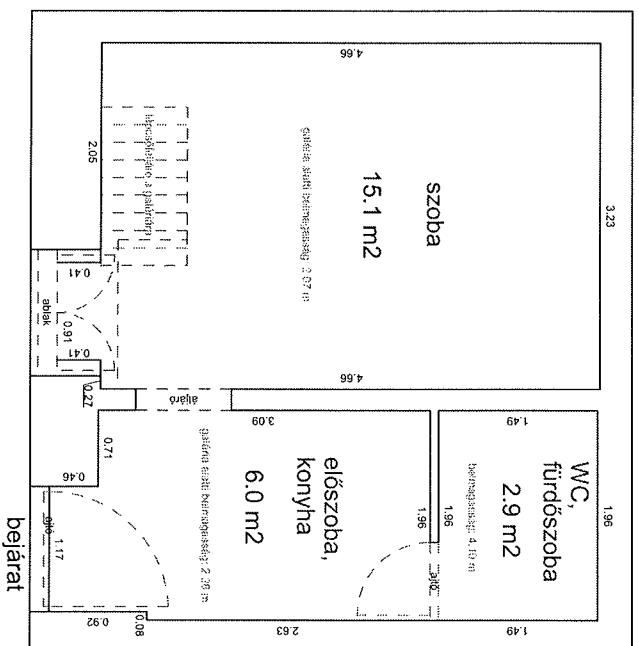 4.66
3.23
2.05
lépcsőfeljáró a galériára
galéria alatti belmagasság:
szoba
15.1 m2
0.41
ablak
0.91
0.41
4.66
0.27
átjáró
3.09
1.49
0.71
0.46
galéria alatti belmagasság: 2.38 m
6.0 m2
előszoba,
konyha
1.96
1.96
belmagasság: 4.10 m
2.9 m2
WC,
fürdőszoba
1.96
ajtó
1.17
ajtó
bejárat
0.92
0.08
2.63
1.49